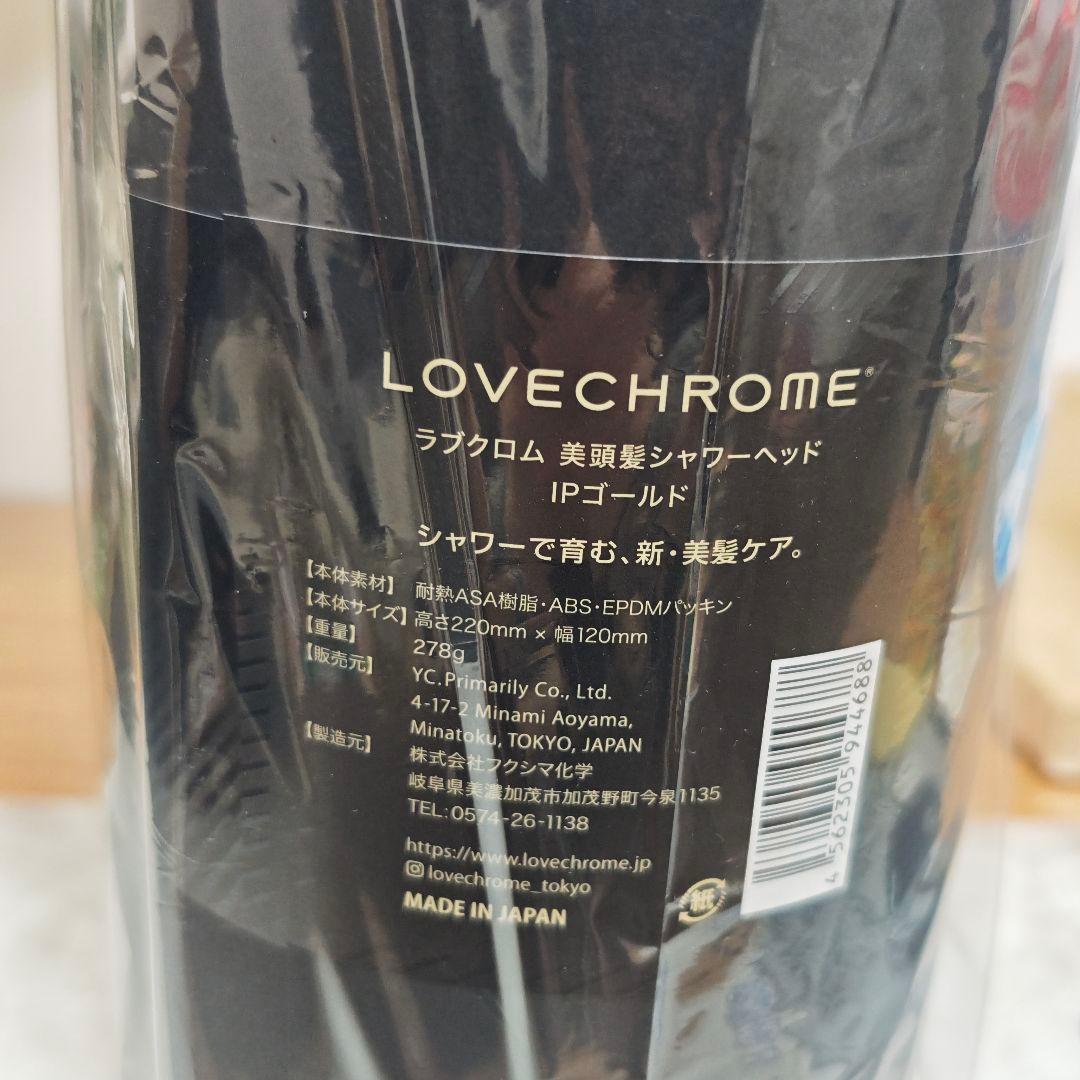 LOVECHROME®
ラブクロム 美頭髪シャワーヘッド
IPゴールド
シャワーで育む、新・美髪ケア。
【本体素材】 耐熱ASA樹脂・ABS・EPDMパッキン
【本体サイズ】 高さ220mm × 幅120mm
【重量】 278g
【販売元】 YC.Primarily Co., Ltd.
4-17-2 Minami Aoyama,
Minatoku, TOKYO, JAPAN
【製造元】 株式会社フクシマ化学
岐阜県美濃加茂市加茂野町今泉1135
TEL:0574-26-1138
https://www.lovechrome.jp
lovechrome_tokyo
MADE IN JAPAN
紙
4 562305 944688